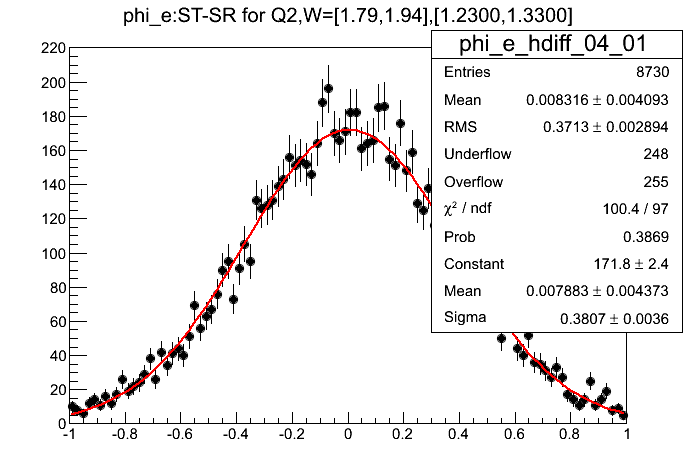 phi_e:ST-SR for Q2,W=[1.79,1.94],[1.2300,1.3300]
phi_e_hdiff_04_01
Entries 8730
Mean 0.008316 ± 0.004093
RMS 0.3713 ± 0.002894
Underflow 248
Overflow 255
χ² / ndf 100.4 / 97
Prob 0.3869
Constant 171.8 ± 2.4
Mean 0.007883 ± 0.004373
Sigma 0.3807 ± 0.0036
220
200
180
160
140
120
100
80
60
40
20
0
-1 -0.8 -0.6 -0.4 -0.2 0 0.2 0.4 0.6 0.8 1